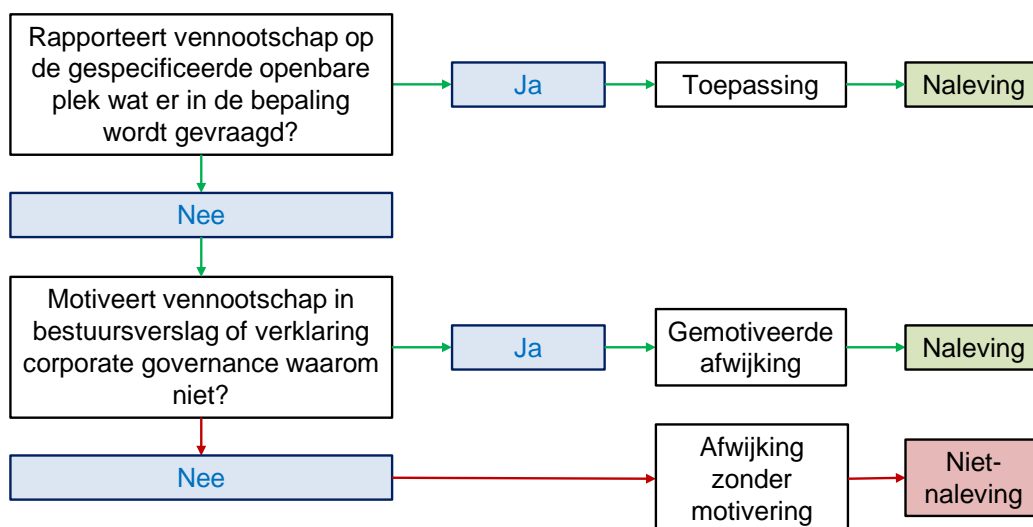 Rapporteert vennootschap op
de gespecificeerde openbare
plek wat er in de bepaling
wordt gevraagd?
Ja
Toepassing
Naleving
Nee
Motiveert vennootschap in
bestuursverslag of verklaring
corporate governance waarom
niet?
Ja
Gemotiveerde
afwijking
Naleving
Nee
Afwijking
zonder
motivering
Niet-
naleving